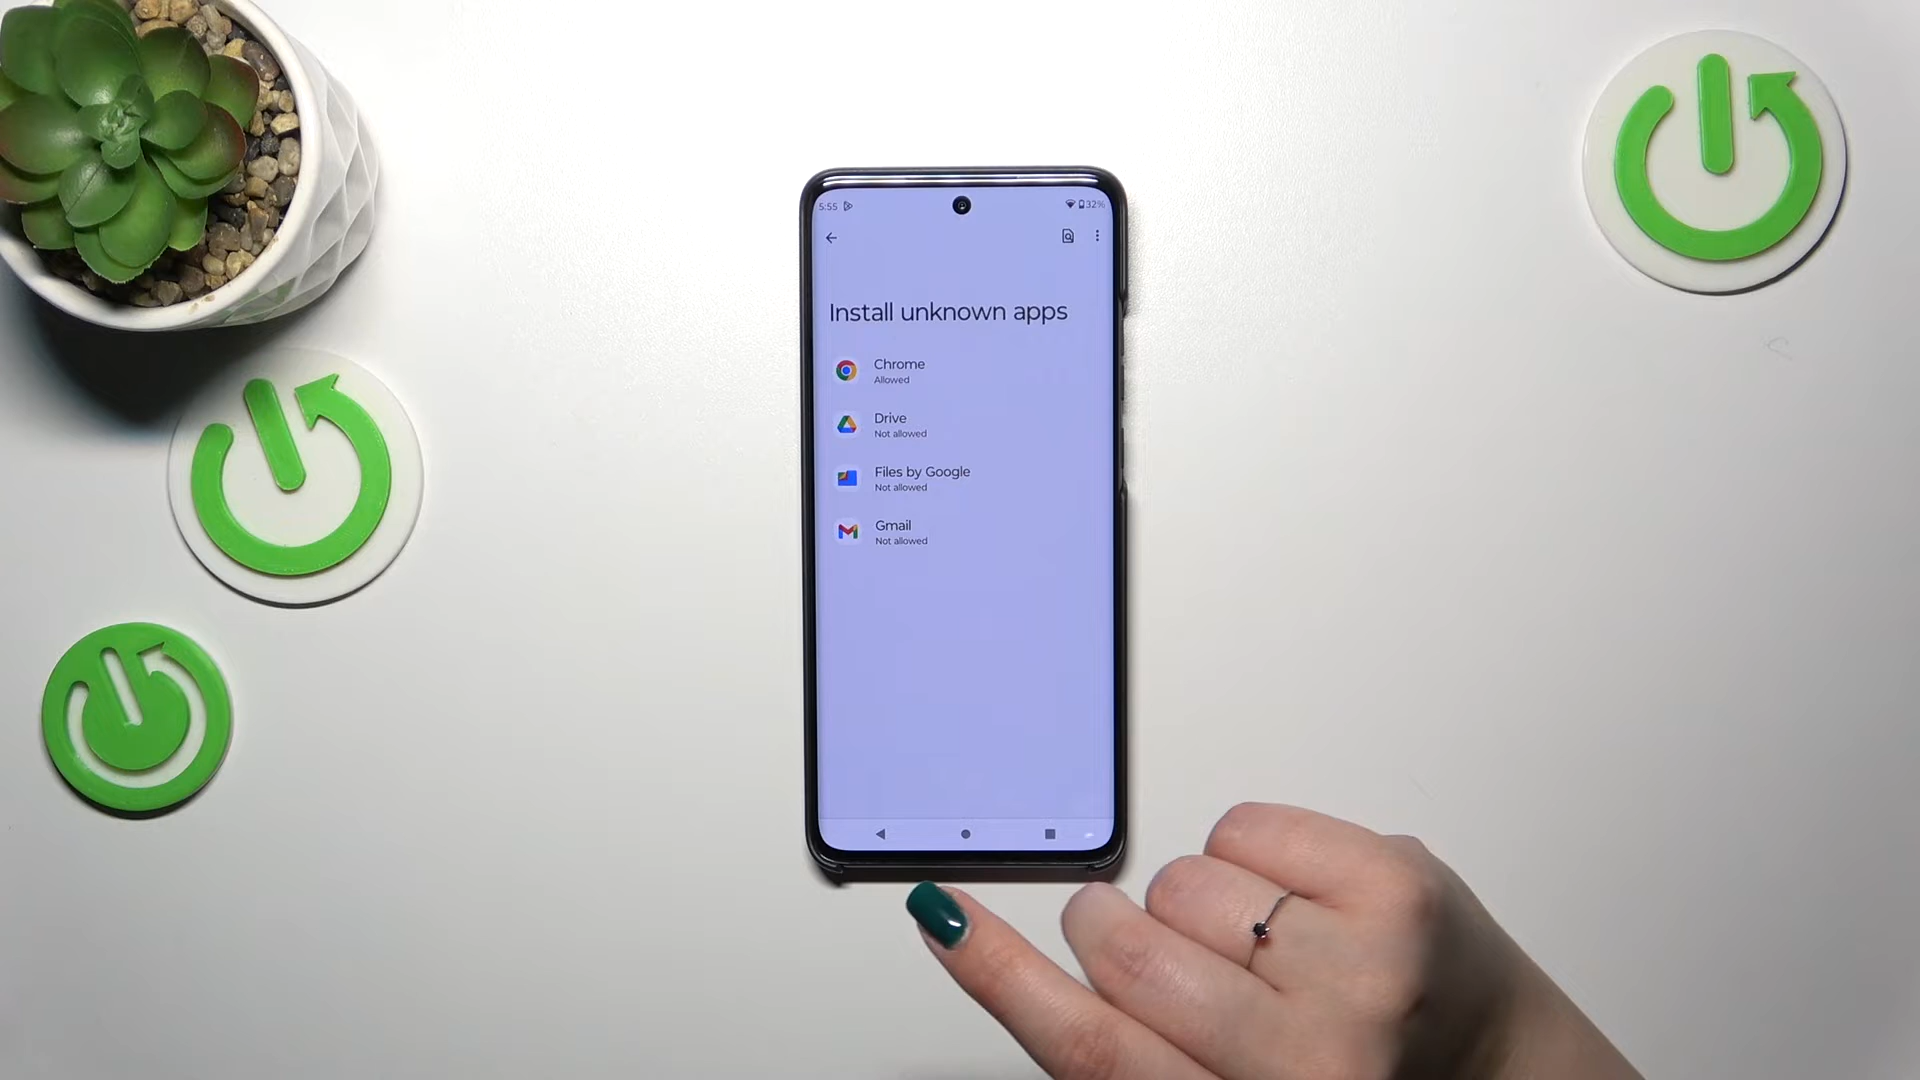 5:55
32%
Install unknown apps
Chrome
Allowed
Drive
Not allowed
Files by Google
Not allowed
Gmail
Not allowed